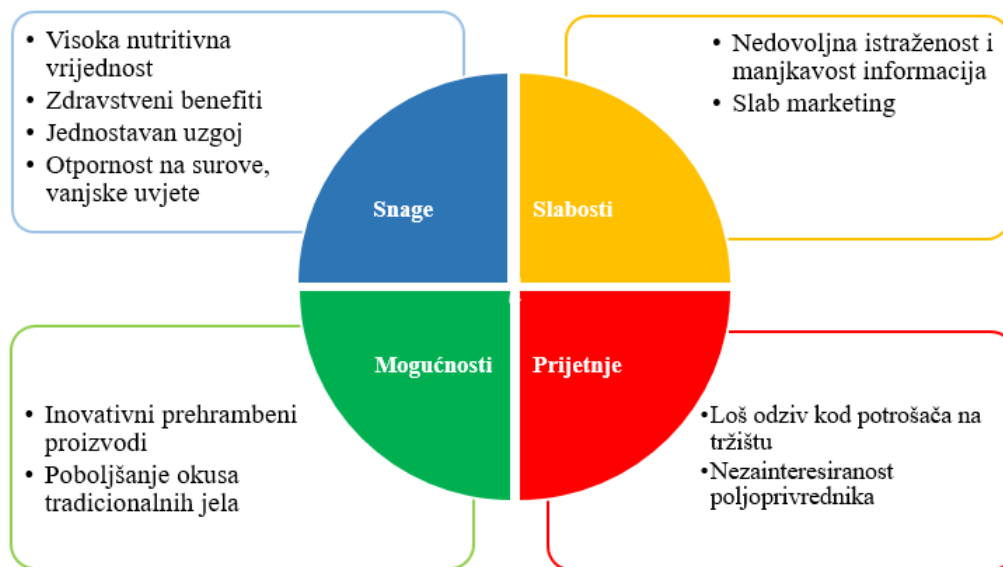 • Visoka nutritivna
vrijednost
• Zdravstveni benefiti
• Jednostavan uzgoj
• Otpornost na surove,
vanjske uvjete
• Nedovoljna istraženost i
manjkavost informacija
• Slab marketing
Snage
Slabosti
Mogućnosti
Prijetnje
• Inovativni prehrambeni
proizvodi
• Poboljšanje okusa
tradicionalnih jela
•Loš odziv kod potrošača na
tržištu
•Nezainteresiranost
poljoprivrednika